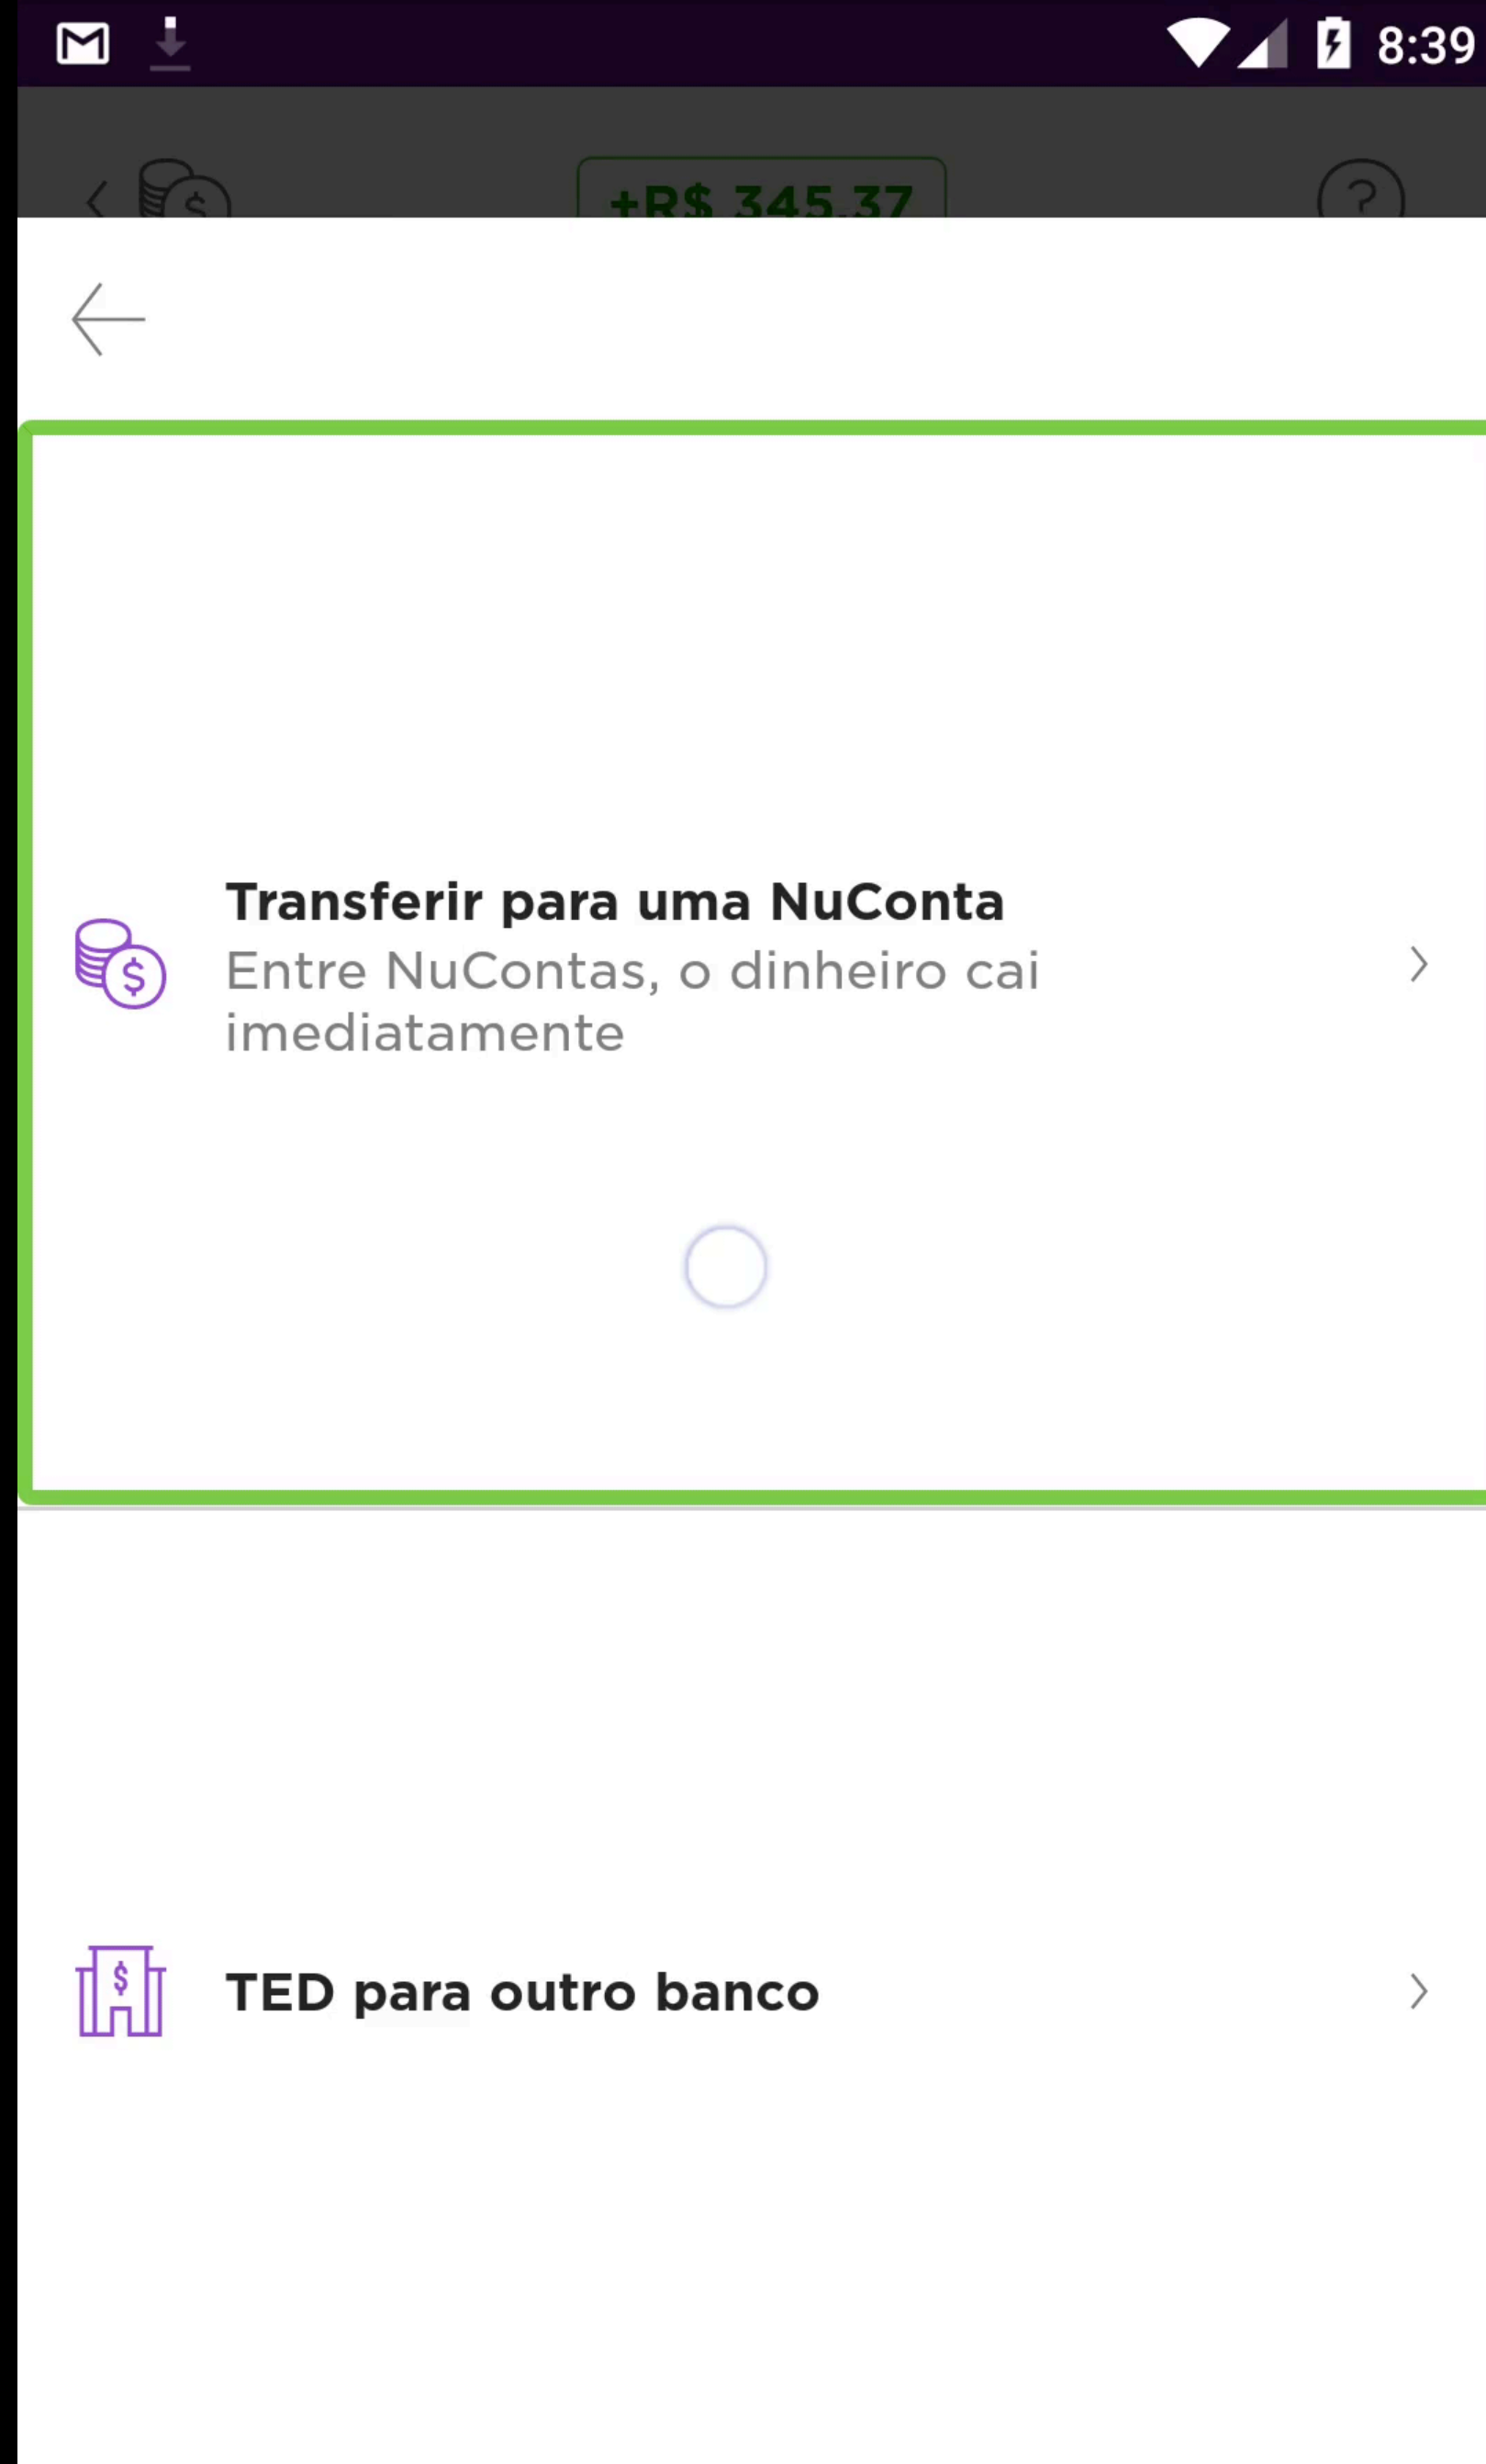 8:39
+R$ 345,37
Transferir para uma NuConta
Entre NuContas, o dinheiro cai
imediatamente
TED para outro banco